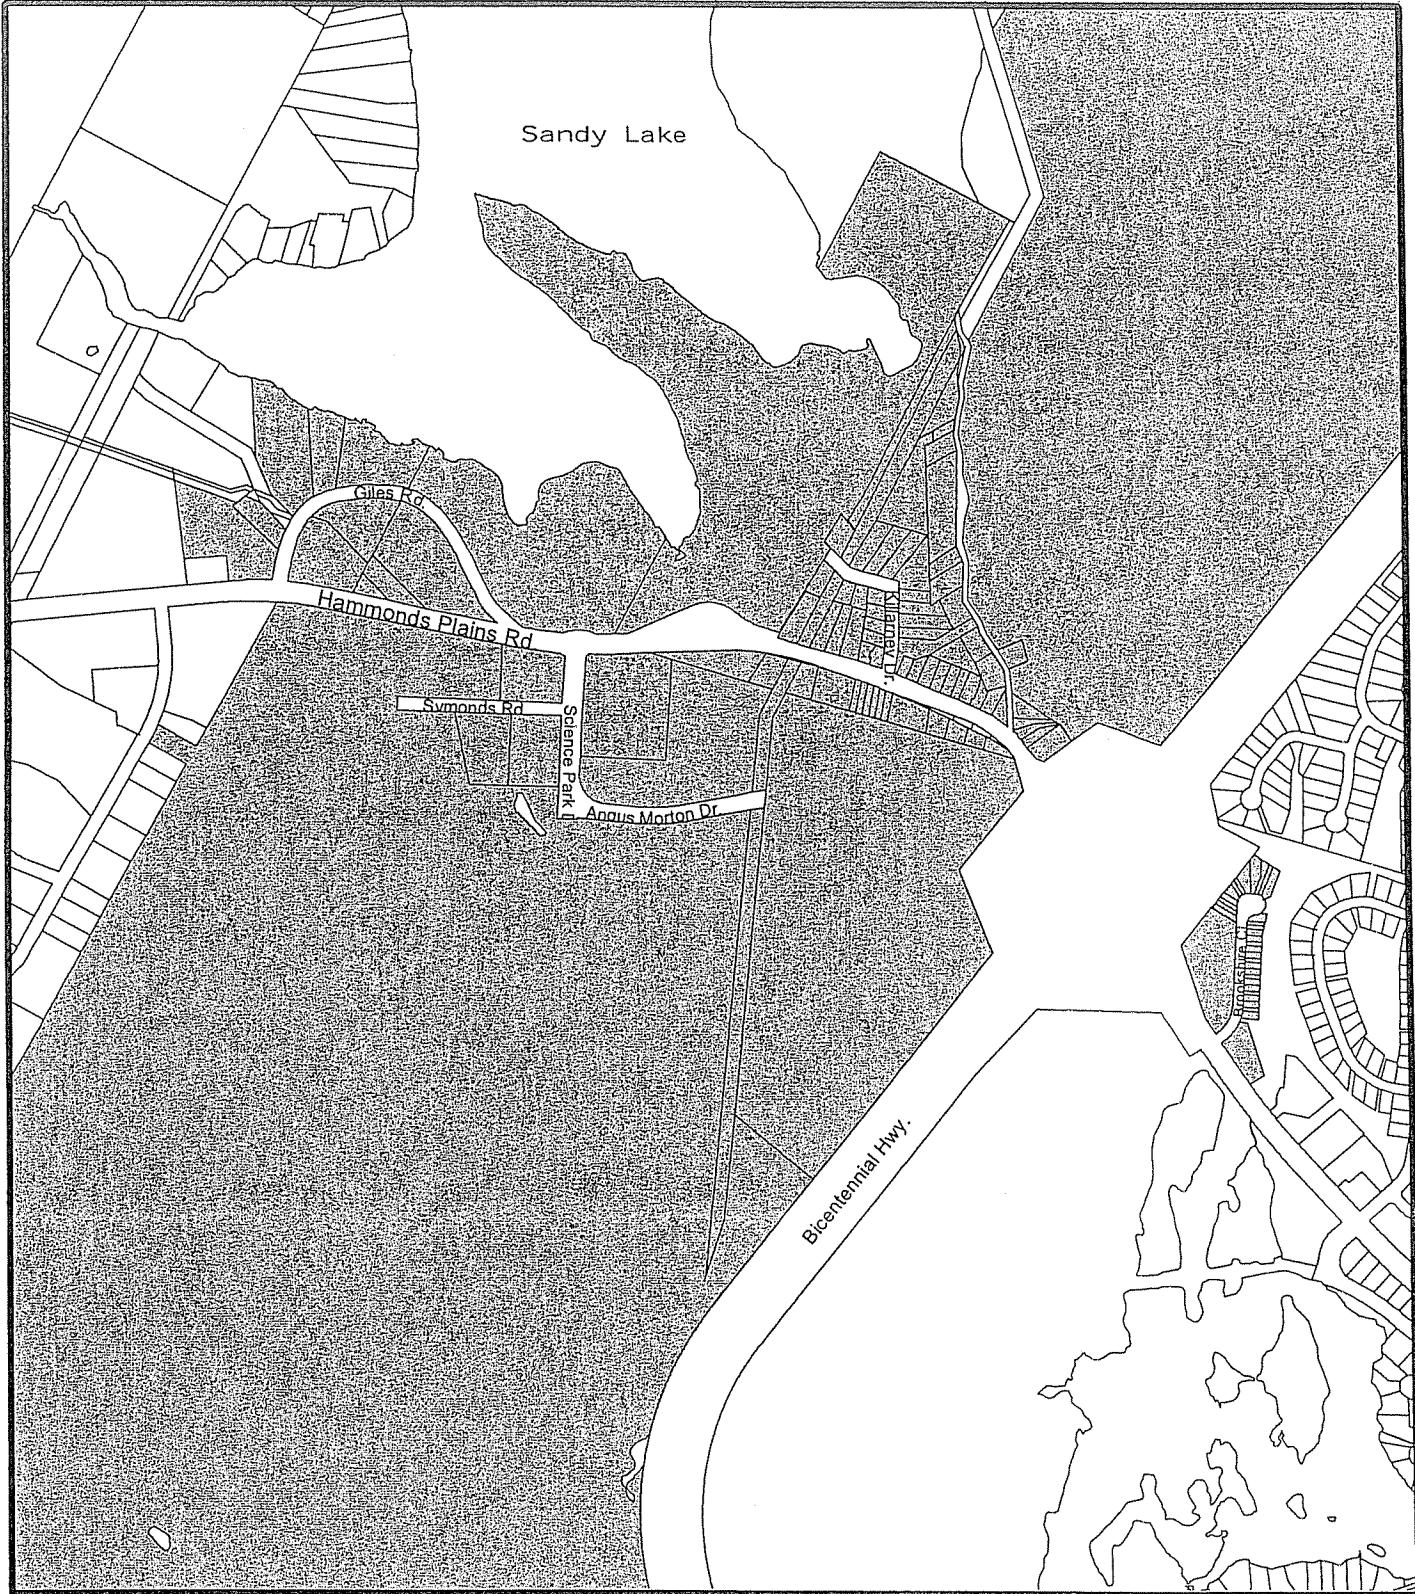 Sandy Lake
Giles Rd
Hammonds Plains Rd
Killarney Dr.
Symonds Rd
Science Park
Angus Morton Dr
Bicentennial Hwy.